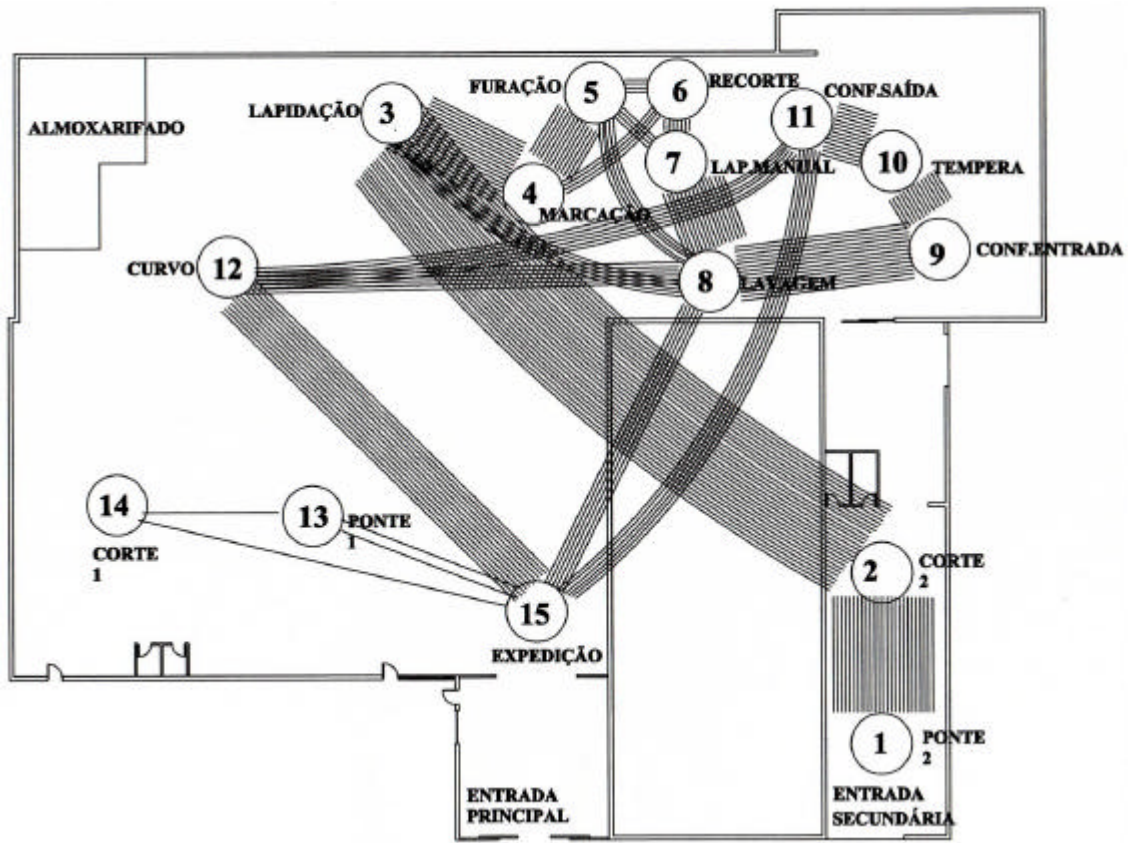 FURAÇÃO
5
6
RECORTE
CONF.SAÍDA
LAPIDAÇÃO
3
11
ALMOXARIFADO
7
LAP.MANUAL
10
TEMPERA
4
MARCAÇÃO
CURVO
12
9
CONF.ENTRADA
8
LAVAGEM
14
13
PONTE
1
CORTE
1
2
CORTE
2
15
EXPEDIÇÃO
1
PONTE
2
ENTRADA
PRINCIPAL
ENTRADA
SECUNDÁRIA